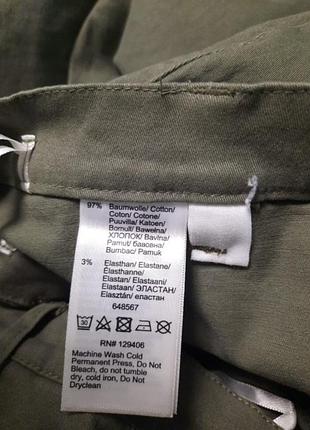 97% Baumwolle/ Cotton/
Coton/ Cotone/
Puuvilla/ Katoen/
Bomull/ Bawełna/
ХЛОПОК/ Bavlna/
Pamut/ бавовна/
Bumbac/ Pamuk
3% Elasthan/ Elastane/
Élasthanne/
Elastan/ Elastaani/
Elastaan/ ЭЛАСТАН/
Elasztán/ еластан
648567
30
RN# 129406
Machine Wash Cold
Permanent Press, Do Not
Bleach, do not tumble
dry, cold iron, Do Not
Dryclean